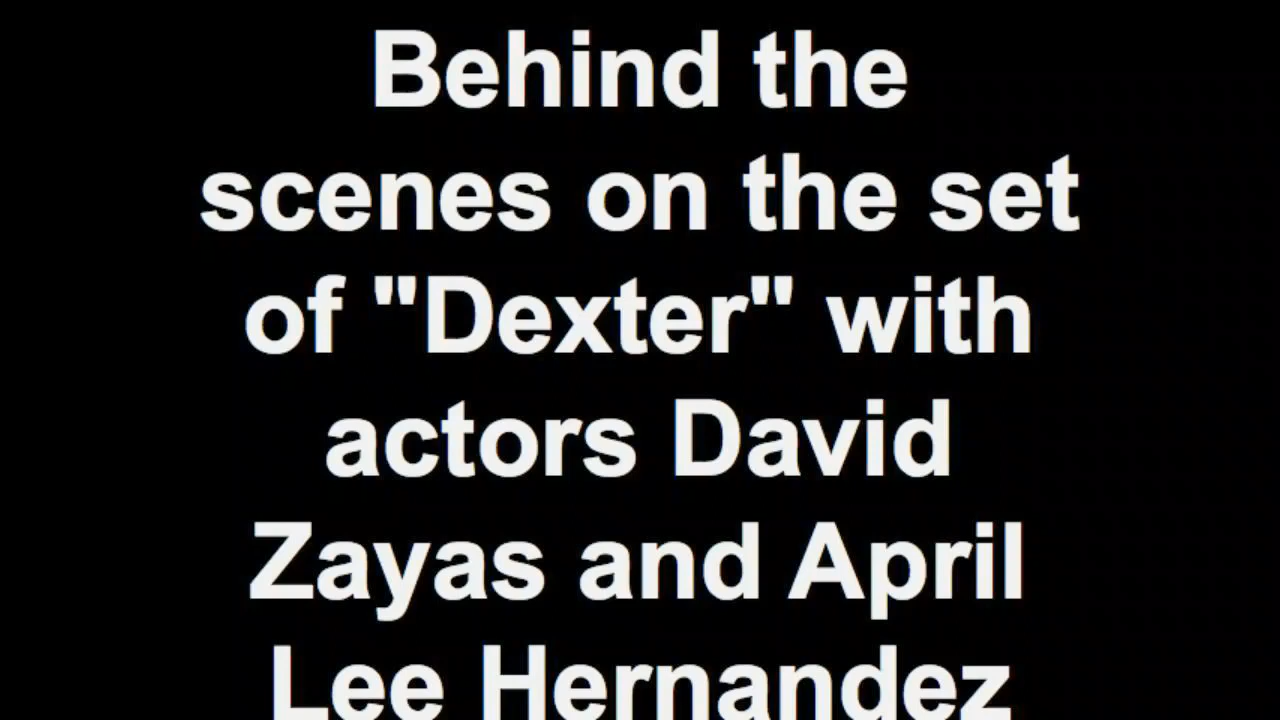 Behind the
scenes on the set
of "Dexter" with
actors David
Zayas and April
Lee Hernandez